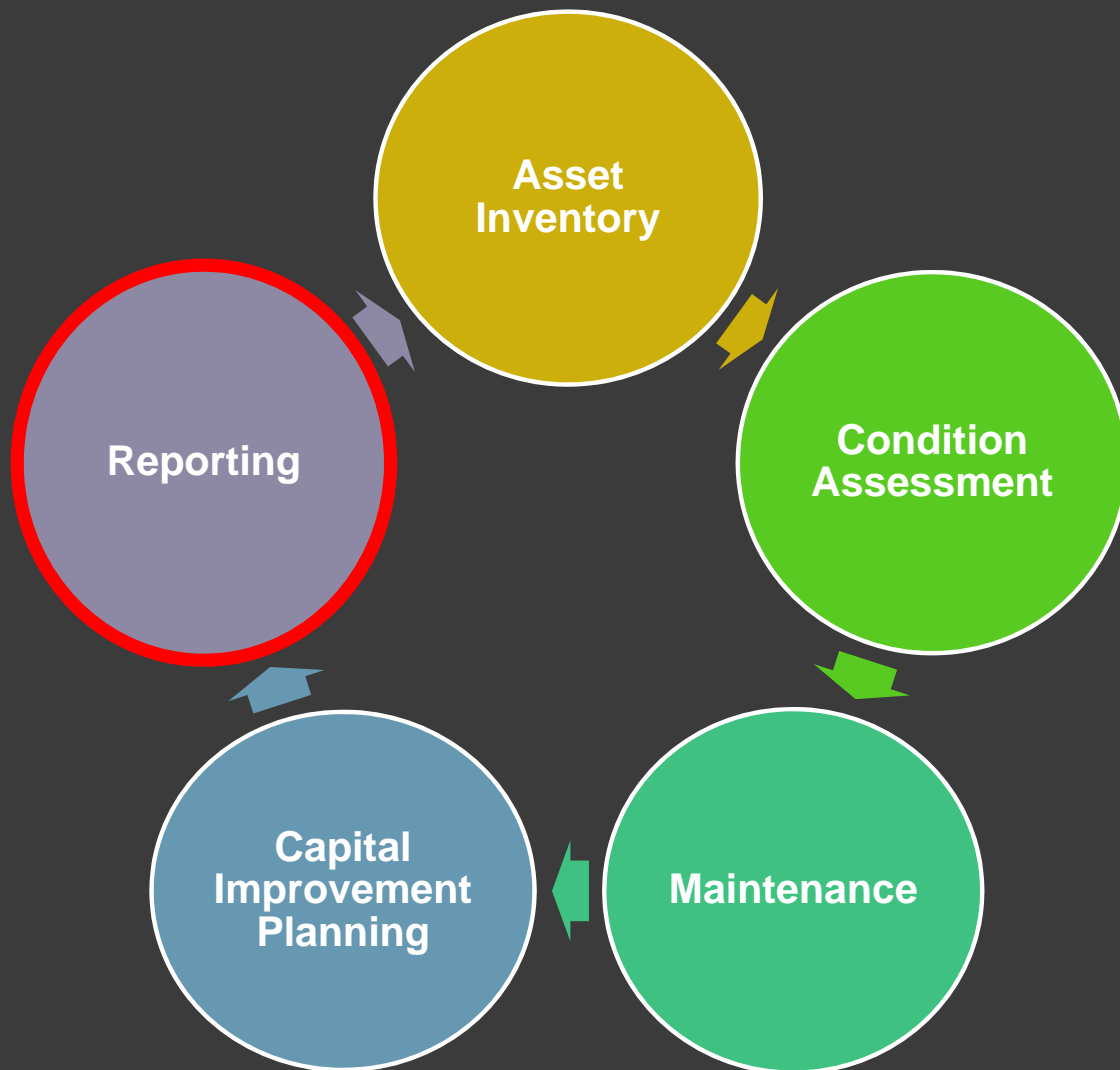 Asset
Inventory
Condition
Assessment
Maintenance
Capital
Improvement
Planning
Reporting